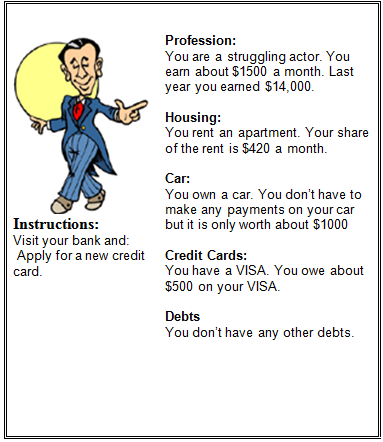 Profession:
You are a struggling actor. You
earn about $1500 a month. Last
year you earned $14,000.
Housing:
You rent an apartment. Your share
of the rent is $420 a month.
Car:
You own a car. You don’t have to
make any payments on your car
but it is only worth about $1000
Credit Cards:
You have a VISA. You owe about
$500 on your VISA.
Debts
You don’t have any other debts.
Instructions:
Visit your bank and:
Apply for a new credit
card.